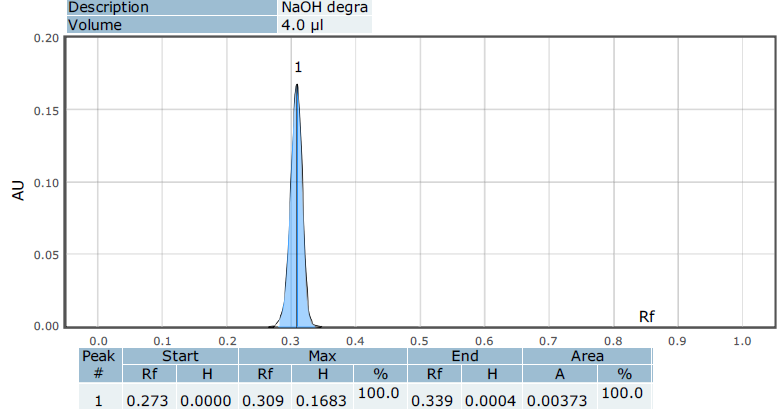 Description NaOH degra
Volume 4.0 µl
0.20
1
0.15
AU
0.10
0.05
Rf
0.00
0.0 0.1 0.2 0.3 0.4 0.5 0.6 0.7 0.8 0.9 1.0
Peak Start Max End Area
# Rf H Rf H % Rf H A %
1 0.273 0.0000 0.309 0.1683 100.0 0.339 0.0004 0.00373 100.0